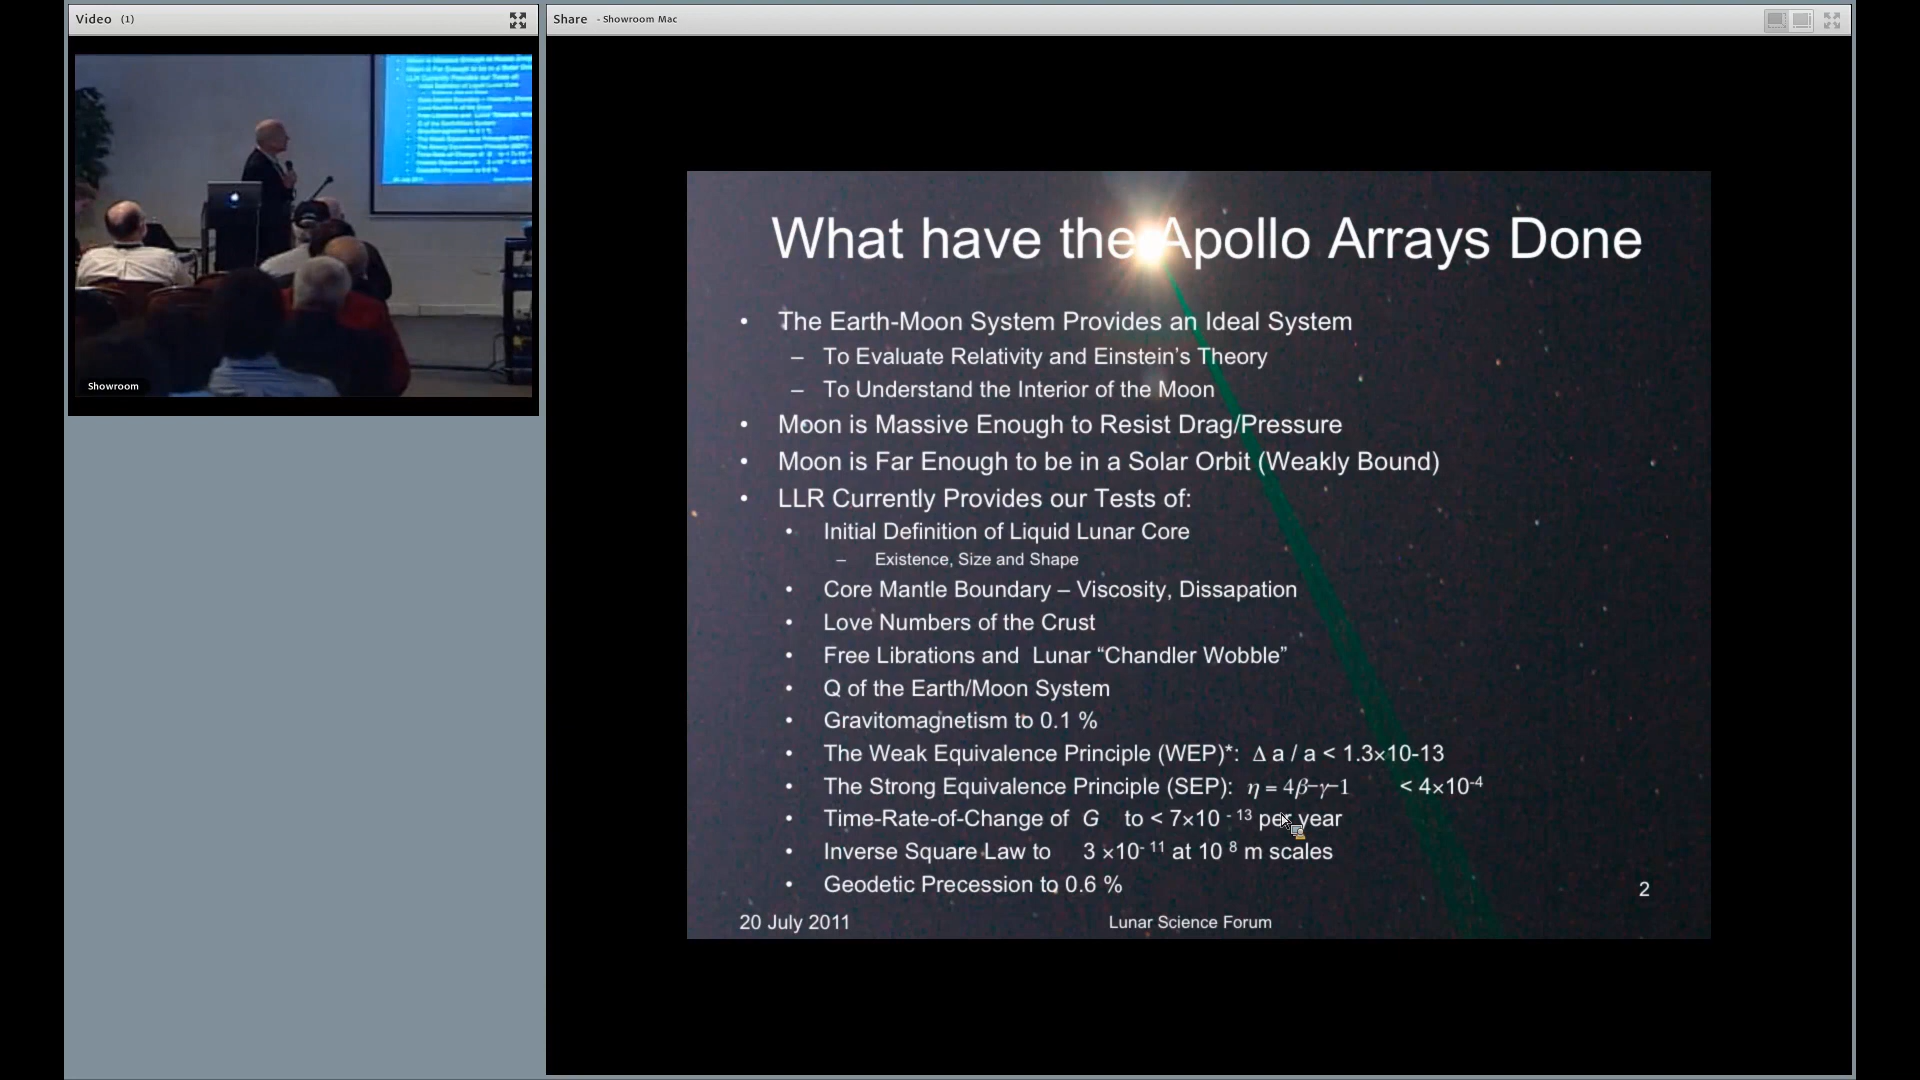 Video (1)
Share - Showroom Mac
Showroom
What have the Apollo Arrays Done
• The Earth-Moon System Provides an Ideal System
– To Evaluate Relativity and Einstein’s Theory
– To Understand the Interior of the Moon
• Moon is Massive Enough to Resist Drag/Pressure
• Moon is Far Enough to be in a Solar Orbit (Weakly Bound)
• LLR Currently Provides our Tests of:
• Initial Definition of Liquid Lunar Core
– Existence, Size and Shape
• Core Mantle Boundary – Viscosity, Dissapation
• Love Numbers of the Crust
• Free Librations and Lunar “Chandler Wobble”
• Q of the Earth/Moon System
• Gravitomagnetism to 0.1 %
• The Weak Equivalence Principle (WEP)*: Δ a / a < 1.3×10-13
• The Strong Equivalence Principle (SEP): η = 4β−γ−1 < 4×10⁻⁴
• Time-Rate-of-Change of G to < 7×10 ⁻ ¹³ per year
• Inverse Square Law to 3 ×10⁻ ¹¹ at 10 ⁸ m scales
• Geodetic Precession to 0.6 %
2
20 July 2011
Lunar Science Forum